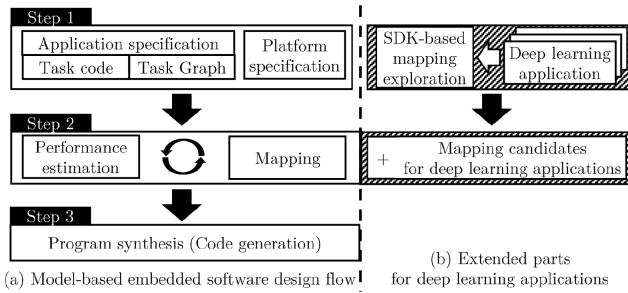 Step 1
Application specification
Task code
Task Graph
Platform
specification
SDK-based
mapping
exploration
Deep learning
application
Step 2
Performance
estimation
Mapping
+
Mapping candidates
for deep learning applications
Step 3
Program synthesis (Code generation)
(a) Model-based embedded software design flow
(b) Extended parts
for deep learning applications